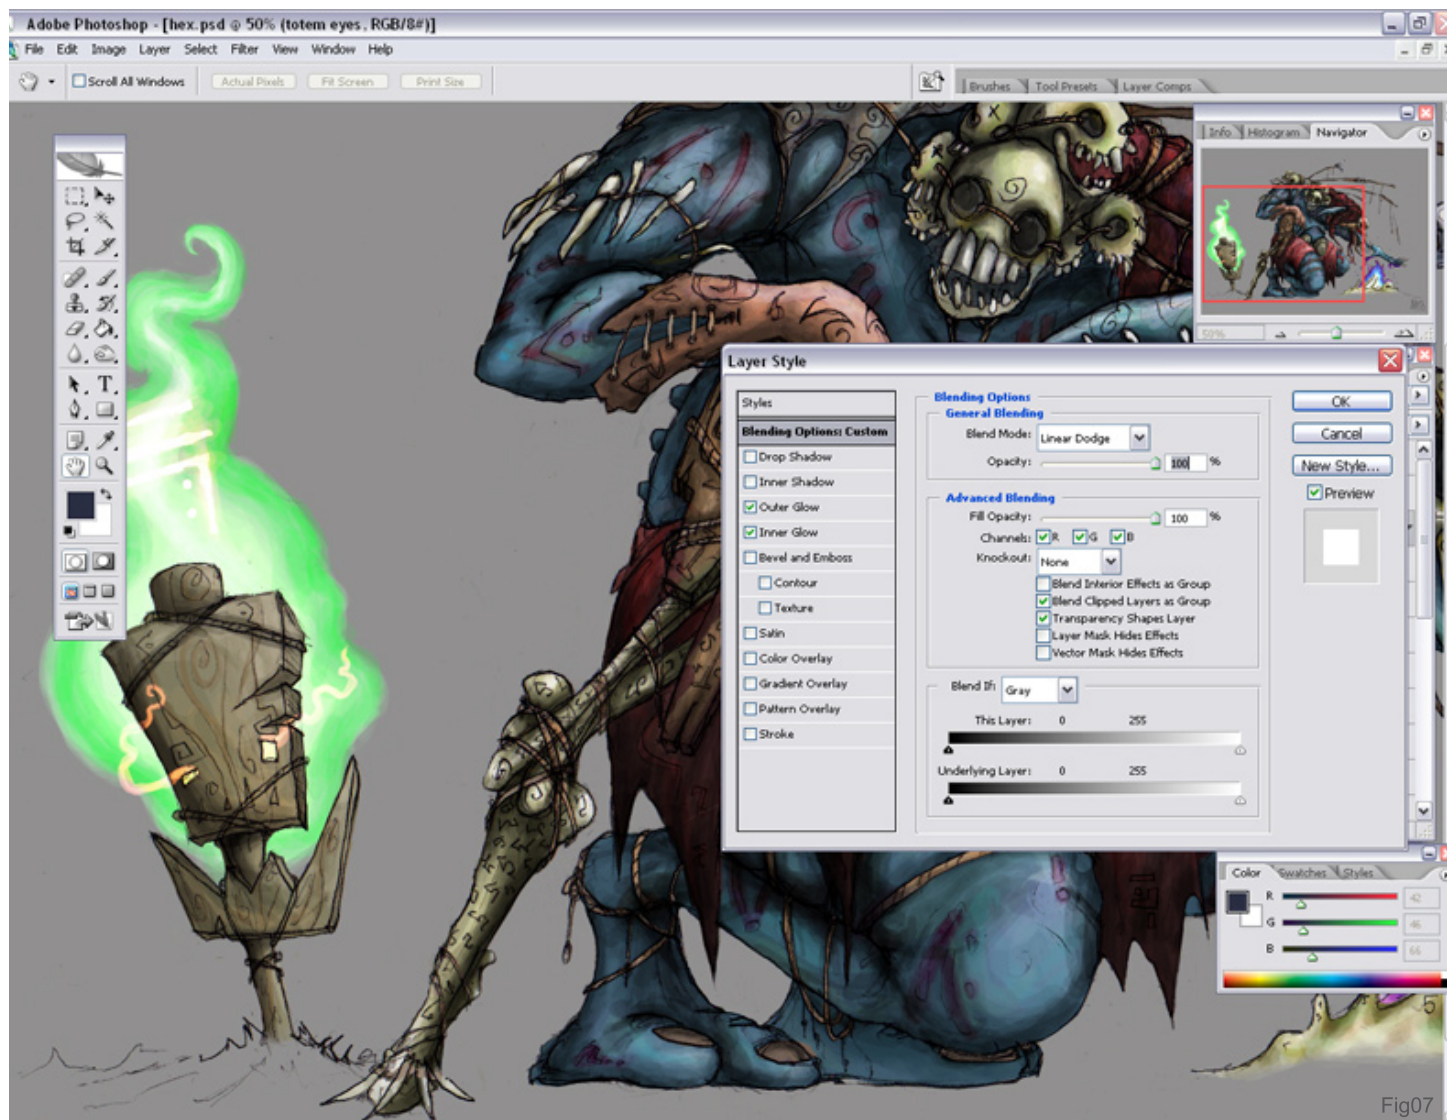 Adobe Photoshop - [hex.psd @ 50% (totem eyes, RGB/8#)]
File Edit Image Layer Select Filter View Window Help
Scroll All Windows Actual Pixels Fit Screen Print Size
Brushes Tool Presets Layer Comps
Info Histogram Navigator
50%
Layer Style
Styles
Blending Options: Custom
Drop Shadow
Inner Shadow
Outer Glow
Inner Glow
Bevel and Emboss
Contour
Texture
Satin
Color Overlay
Gradient Overlay
Pattern Overlay
Stroke
Blending Options
General Blending
Blend Mode: Linear Dodge
Opacity: 100 %
Advanced Blending
Fill Opacity: 100 %
Channels: R G B
Knockout: None
Blend Interior Effects as Group
Blend Clipped Layers as Group
Transparency Shapes Layer
Layer Mask Hides Effects
Vector Mask Hides Effects
Blend If: Gray
This Layer: 0 255
Underlying Layer: 0 255
OK
Cancel
New Style...
Preview
Color Swatches Styles
R 42
G 46
B 66
Fig07